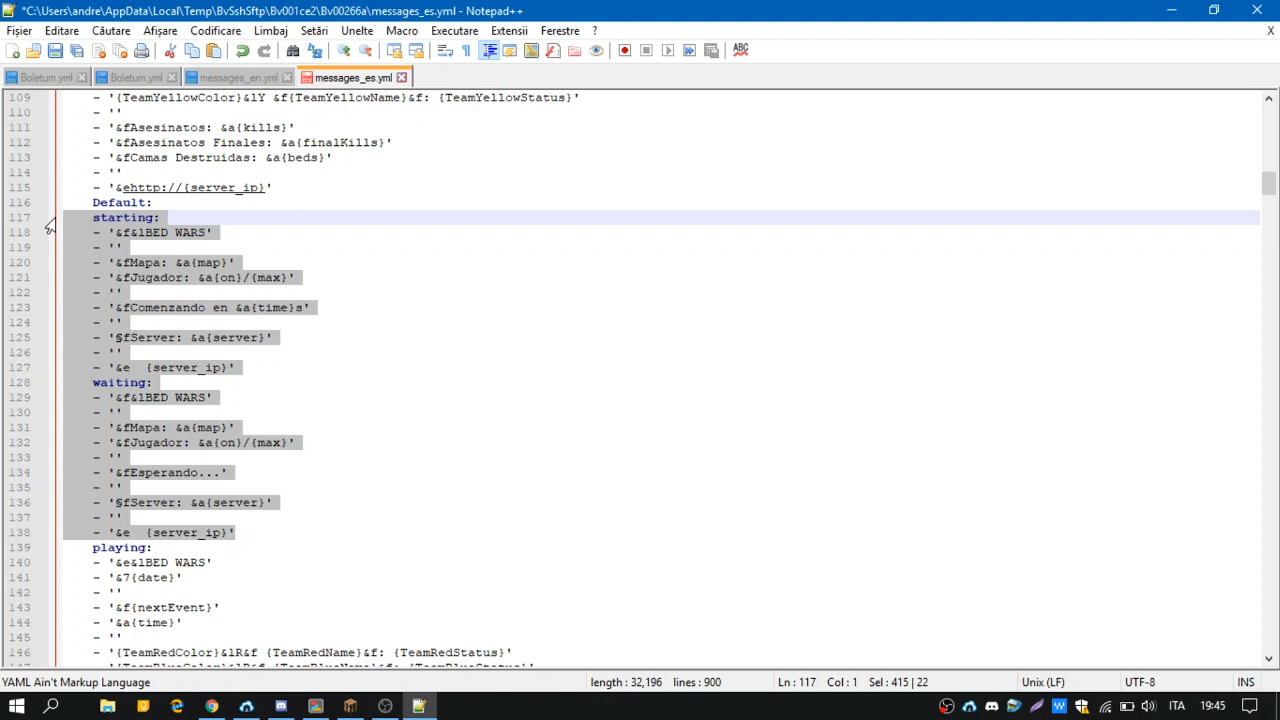 *C:\Users\andre\AppData\Local\Temp\BvSshSftp\Bv001ce2\Bv00266a\messages_es.yml - Notepad++
Fișier Editare Căutare Afișare Codificare Limbaj Setări Unelte Macro Executare Extensii Ferestre ? X
Boletum.yml Boletum.yml messages_en.yml messages_es.yml
109 - '{TeamYellowColor}&lY &f{TeamYellowName}&f: {TeamYellowStatus}'
110 - ''
111 - '&fAsesinatos: &a{kills}'
112 - '&fAsesinatos Finales: &a{finalKills}'
113 - '&fCamas Destruidas: &a{beds}'
114 - ''
115 - '&ehttp://{server_ip}'
116 Default:
117 starting:
118 - '&f&lBED WARS'
119 - ''
120 - '&fMapa: &a{map}'
121 - '&fJugador: &a{on}/{max}'
122 - ''
123 - '&fComenzando en &a{time}s'
124 - ''
125 - '§fServer: &a{server}'
126 - ''
127 - '&e  {server_ip}'
128 waiting:
129 - '&f&lBED WARS'
130 - ''
131 - '&fMapa: &a{map}'
132 - '&fJugador: &a{on}/{max}'
133 - ''
134 - '&fEsperando...'
135 - ''
136 - '§fServer: &a{server}'
137 - ''
138 - '&e  {server_ip}'
139 playing:
140 - '&e&lBED WARS'
141 - '&7{date}'
142 - ''
143 - '&f{nextEvent}'
144 - '&a{time}'
145 - ''
146 - '{TeamRedColor}&lR&f {TeamRedName}&f: {TeamRedStatus}'
147 - '{TeamBlueColor}&lB&f {TeamBlueName}&f: {TeamBlueStatus}'
YAML Ain't Markup Language length : 32,196 lines : 900 Ln : 117 Col : 1 Sel : 415 | 22 Unix (LF) UTF-8 INS
ITA 19:45